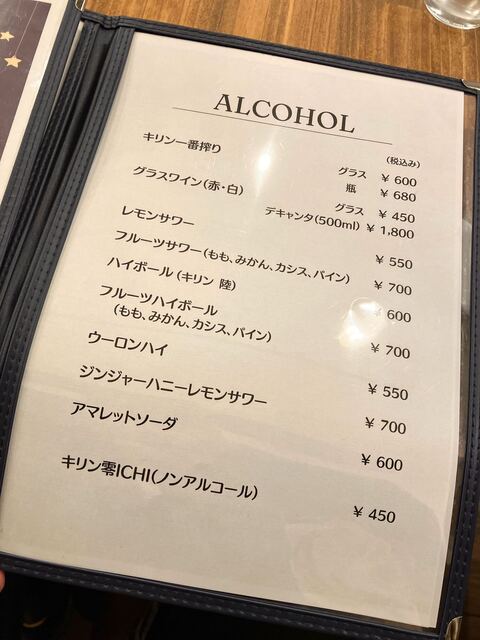 ALCOHOL
(税込み)
キリン一番搾り グラス ¥ 600
瓶 ¥ 680
グラスワイン(赤・白) グラス ¥ 450
デキャンタ(500ml) ¥ 1,800
レモンサワー ¥ 550
フルーツサワー(もも、みかん、カシス、パイン) ¥ 700
ハイボール(キリン 陸) ¥ 600
フルーツハイボール
(もも、みかん、カシス、パイン) ¥ 700
ウーロンハイ ¥ 550
ジンジャーハニーレモンサワー ¥ 700
アマレットソーダ ¥ 600
キリン零ICHI(ノンアルコール) ¥ 450